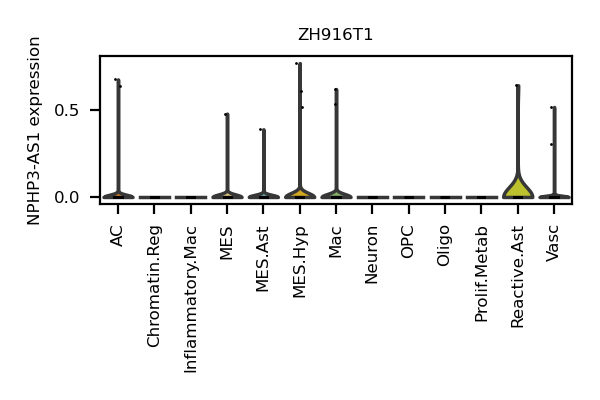 ZH916T1
NPHP3-AS1 expression
0.5
0.0
AC
Chromatin.Reg
Inflammatory.Mac
MES
MES.Ast
MES.Hyp
Mac
Neuron
OPC
Oligo
Prolif.Metab
Reactive.Ast
Vasc